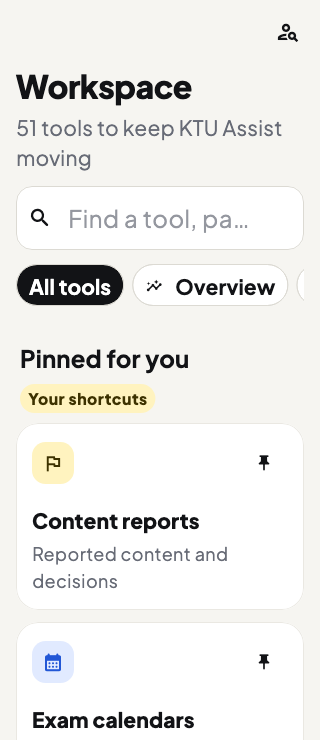 Workspace
51 tools to keep KTU Assist
moving
Find a tool, pa...
All tools
Overview
Pinned for you
Your shortcuts
Content reports
Reported content and
decisions
Exam calendars